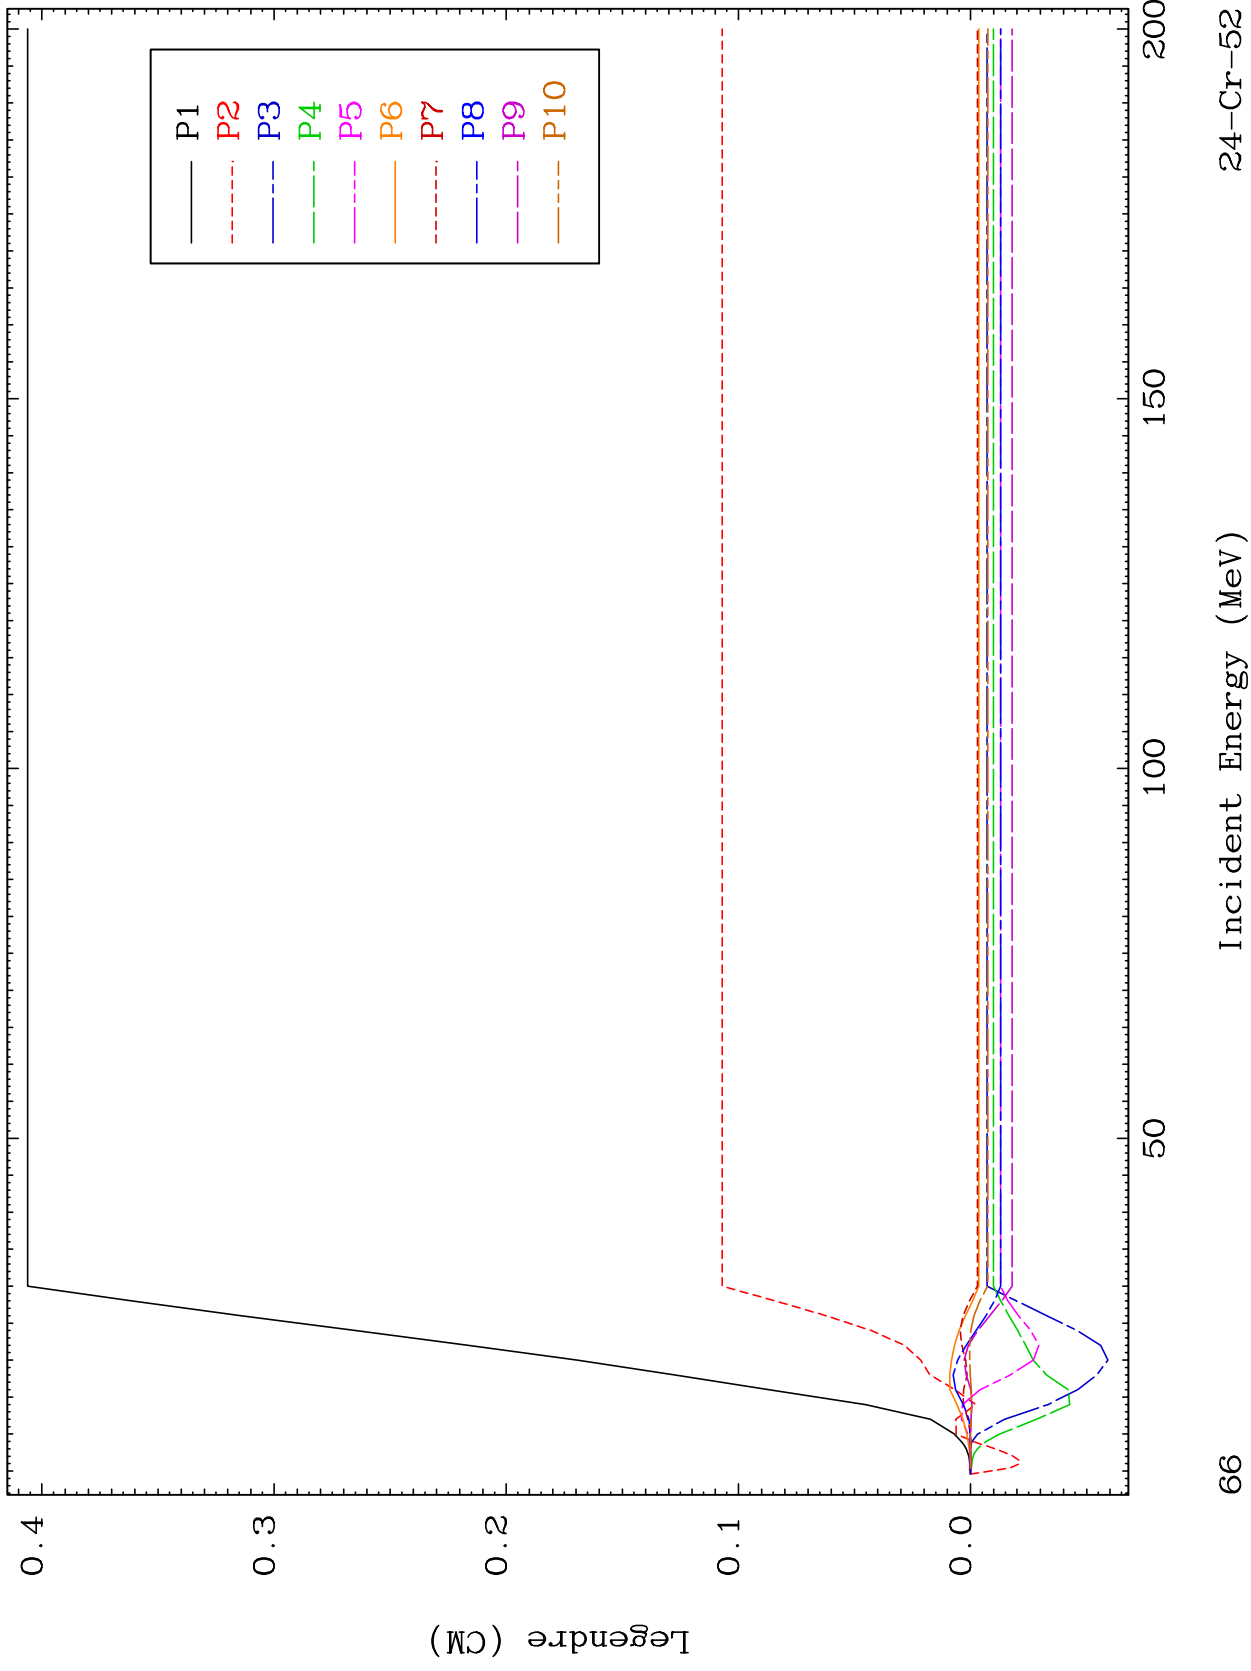 P1
P2
P3
P4
P5
P6
P7
P8
P9
P10
0.4
0.3
0.2
0.1
0.0
Legendre (CM)
50
100
150
200
Incident Energy (MeV)
66
24-Cr-52